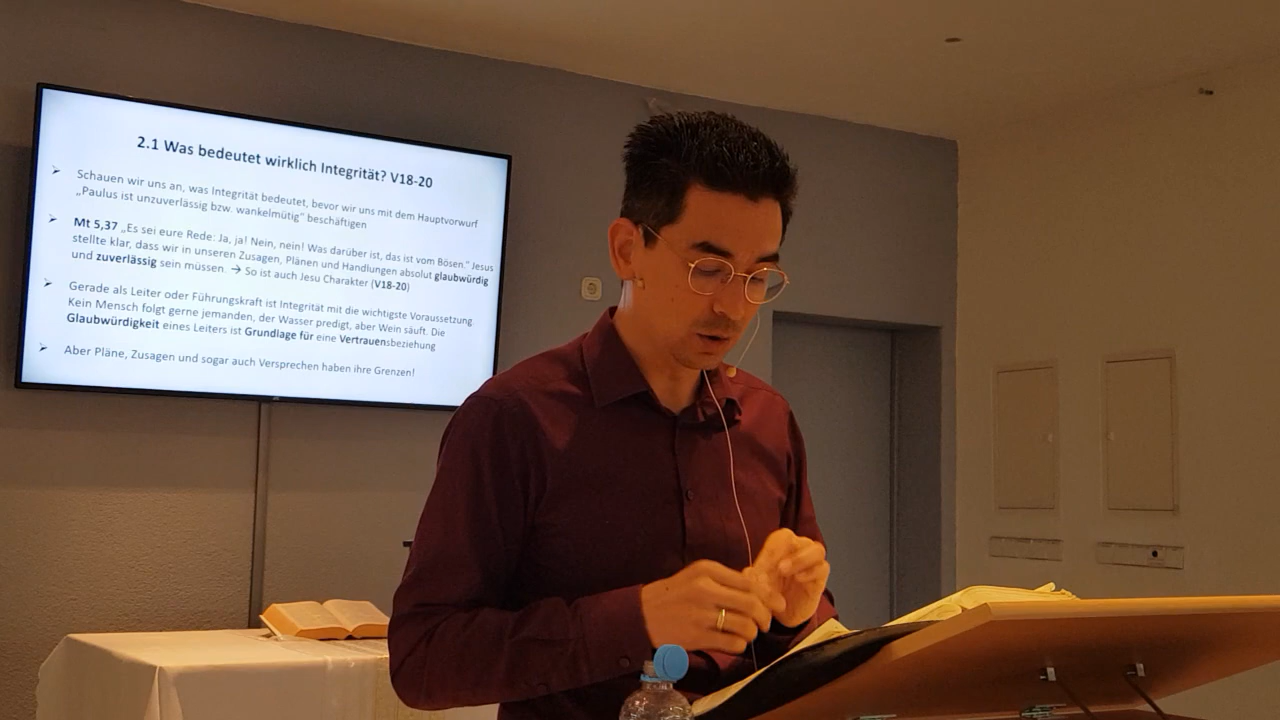 2.1 Was bedeutet wirklich Integrität? V18-20
➢ Schauen wir uns an, was Integrität bedeutet, bevor wir uns mit dem Hauptvorwurf
„Paulus ist unzuverlässig bzw. wankelmütig“ beschäftigen
➢ Mt 5,37 „Es sei eure Rede: Ja, ja! Nein, nein! Was darüber ist, das ist vom Bösen.“ Jesus
stellte klar, dass wir in unseren Zusagen, Plänen und Handlungen absolut glaubwürdig
und zuverlässig sein müssen. → So ist auch Jesu Charakter (V18-20)
➢ Gerade als Leiter oder Führungskraft ist Integrität mit die wichtigste Voraussetzung
Kein Mensch folgt gerne jemanden, der Wasser predigt, aber Wein säuft. Die
Glaubwürdigkeit eines Leiters ist Grundlage für eine Vertrauensbeziehung
➢ Aber Pläne, Zusagen und sogar auch Versprechen haben ihre Grenzen!